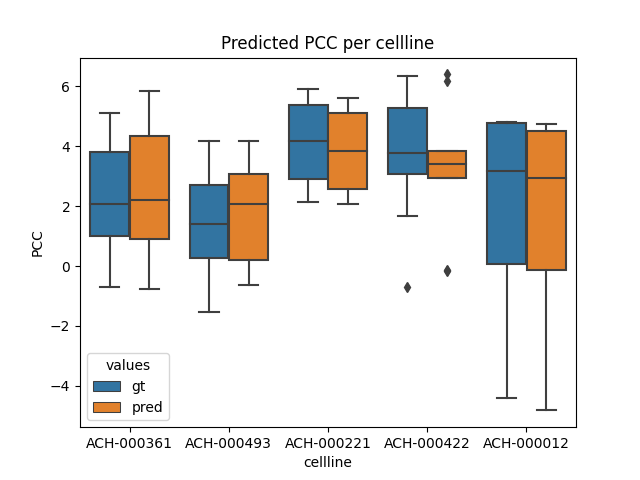 Predicted PCC per cellline
PCC
6
4
2
0
−2
−4
values
gt
pred
ACH-000361
ACH-000493
ACH-000221
ACH-000422
ACH-000012
cellline